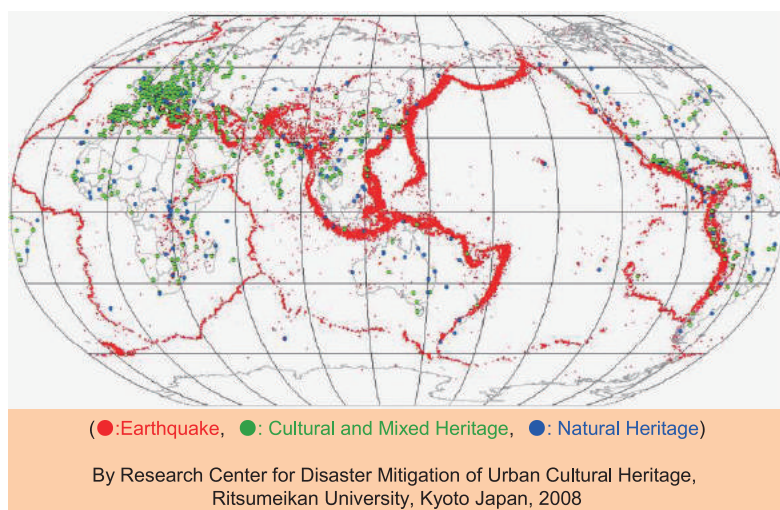 (●:Earthquake, ●: Cultural and Mixed Heritage, ●: Natural Heritage)
By Research Center for Disaster Mitigation of Urban Cultural Heritage,
Ritsumeikan University, Kyoto Japan, 2008